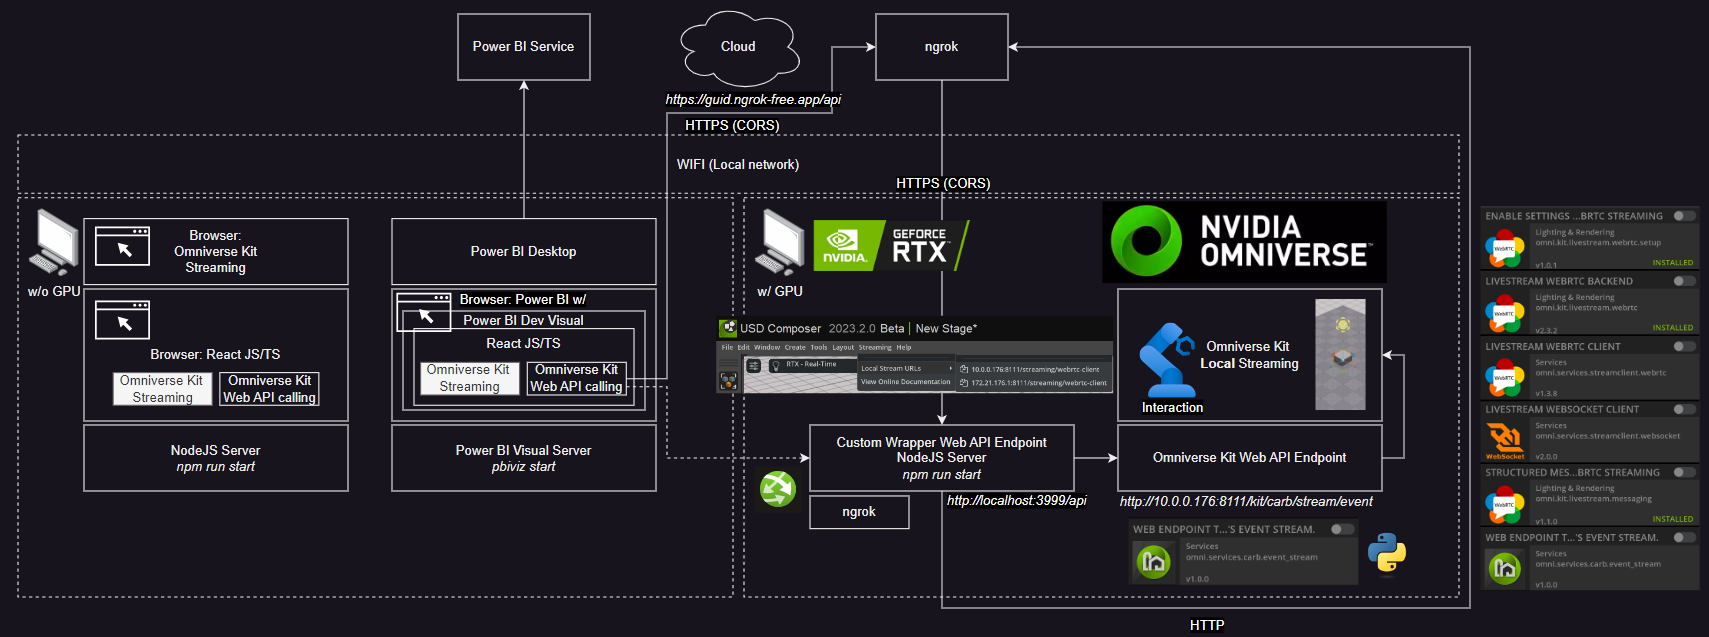 Power BI Service
Cloud
ngrok
https://guid.ngrok-free.app/api
HTTPS (CORS)
WIFI (Local network)
HTTPS (CORS)
w/o GPU
Browser:
Omniverse Kit
Streaming
Browser: React JS/TS
Omniverse Kit
Streaming
Omniverse Kit
Web API calling
NodeJS Server
npm run start
Power BI Desktop
Browser: Power BI w/
Power BI Dev Visual
React JS/TS
Omniverse Kit
Streaming
Omniverse Kit
Web API calling
Power BI Visual Server
pbiviz start
w/ GPU
NVIDIA.
GEFORCE
RTX™
NVIDIA
OMNIVERSE™
USD Composer 2023.2.0 Beta | New Stage*
File Edit Window Create Tools Layout Streaming Help
RTX - Real-Time
Local Stream URLs
View Online Documentation
10.0.0.176:8111/streaming/webrtc-client
172.21.176.1:8111/streaming/webrtc-client
Omniverse Kit
Local Streaming
Interaction
Custom Wrapper Web API Endpoint
NodeJS Server
npm run start
http://localhost:3999/api
ngrok
Omniverse Kit Web API Endpoint
http://10.0.0.176:8111/kit/carb/stream/event
WEB ENDPOINT T...'S EVENT STREAM.
Services
omni.services.carb.event_stream
v1.0.0
HTTP
ENABLE SETTINGS ...BRTC STREAMING
Lighting & Rendering
omni.kit.livestream.webrtc.setup
WebRTC
v1.0.1
INSTALLED
LIVESTREAM WEBRTC BACKEND
Lighting & Rendering
omni.kit.livestream.webrtc
WebRTC
v2.3.2
INSTALLED
LIVESTREAM WEBRTC CLIENT
Services
omni.services.streamclient.webrtc
WebRTC
v1.3.8
LIVESTREAM WEBSOCKET CLIENT
Services
omni.services.streamclient.websocket
WebSocket
v2.0.0
STRUCTURED MES...BRTC STREAMING
Lighting & Rendering
omni.kit.livestream.messaging
WebRTC
v1.1.0
INSTALLED
WEB ENDPOINT T...'S EVENT STREAM.
Services
omni.services.carb.event_stream
v1.0.0